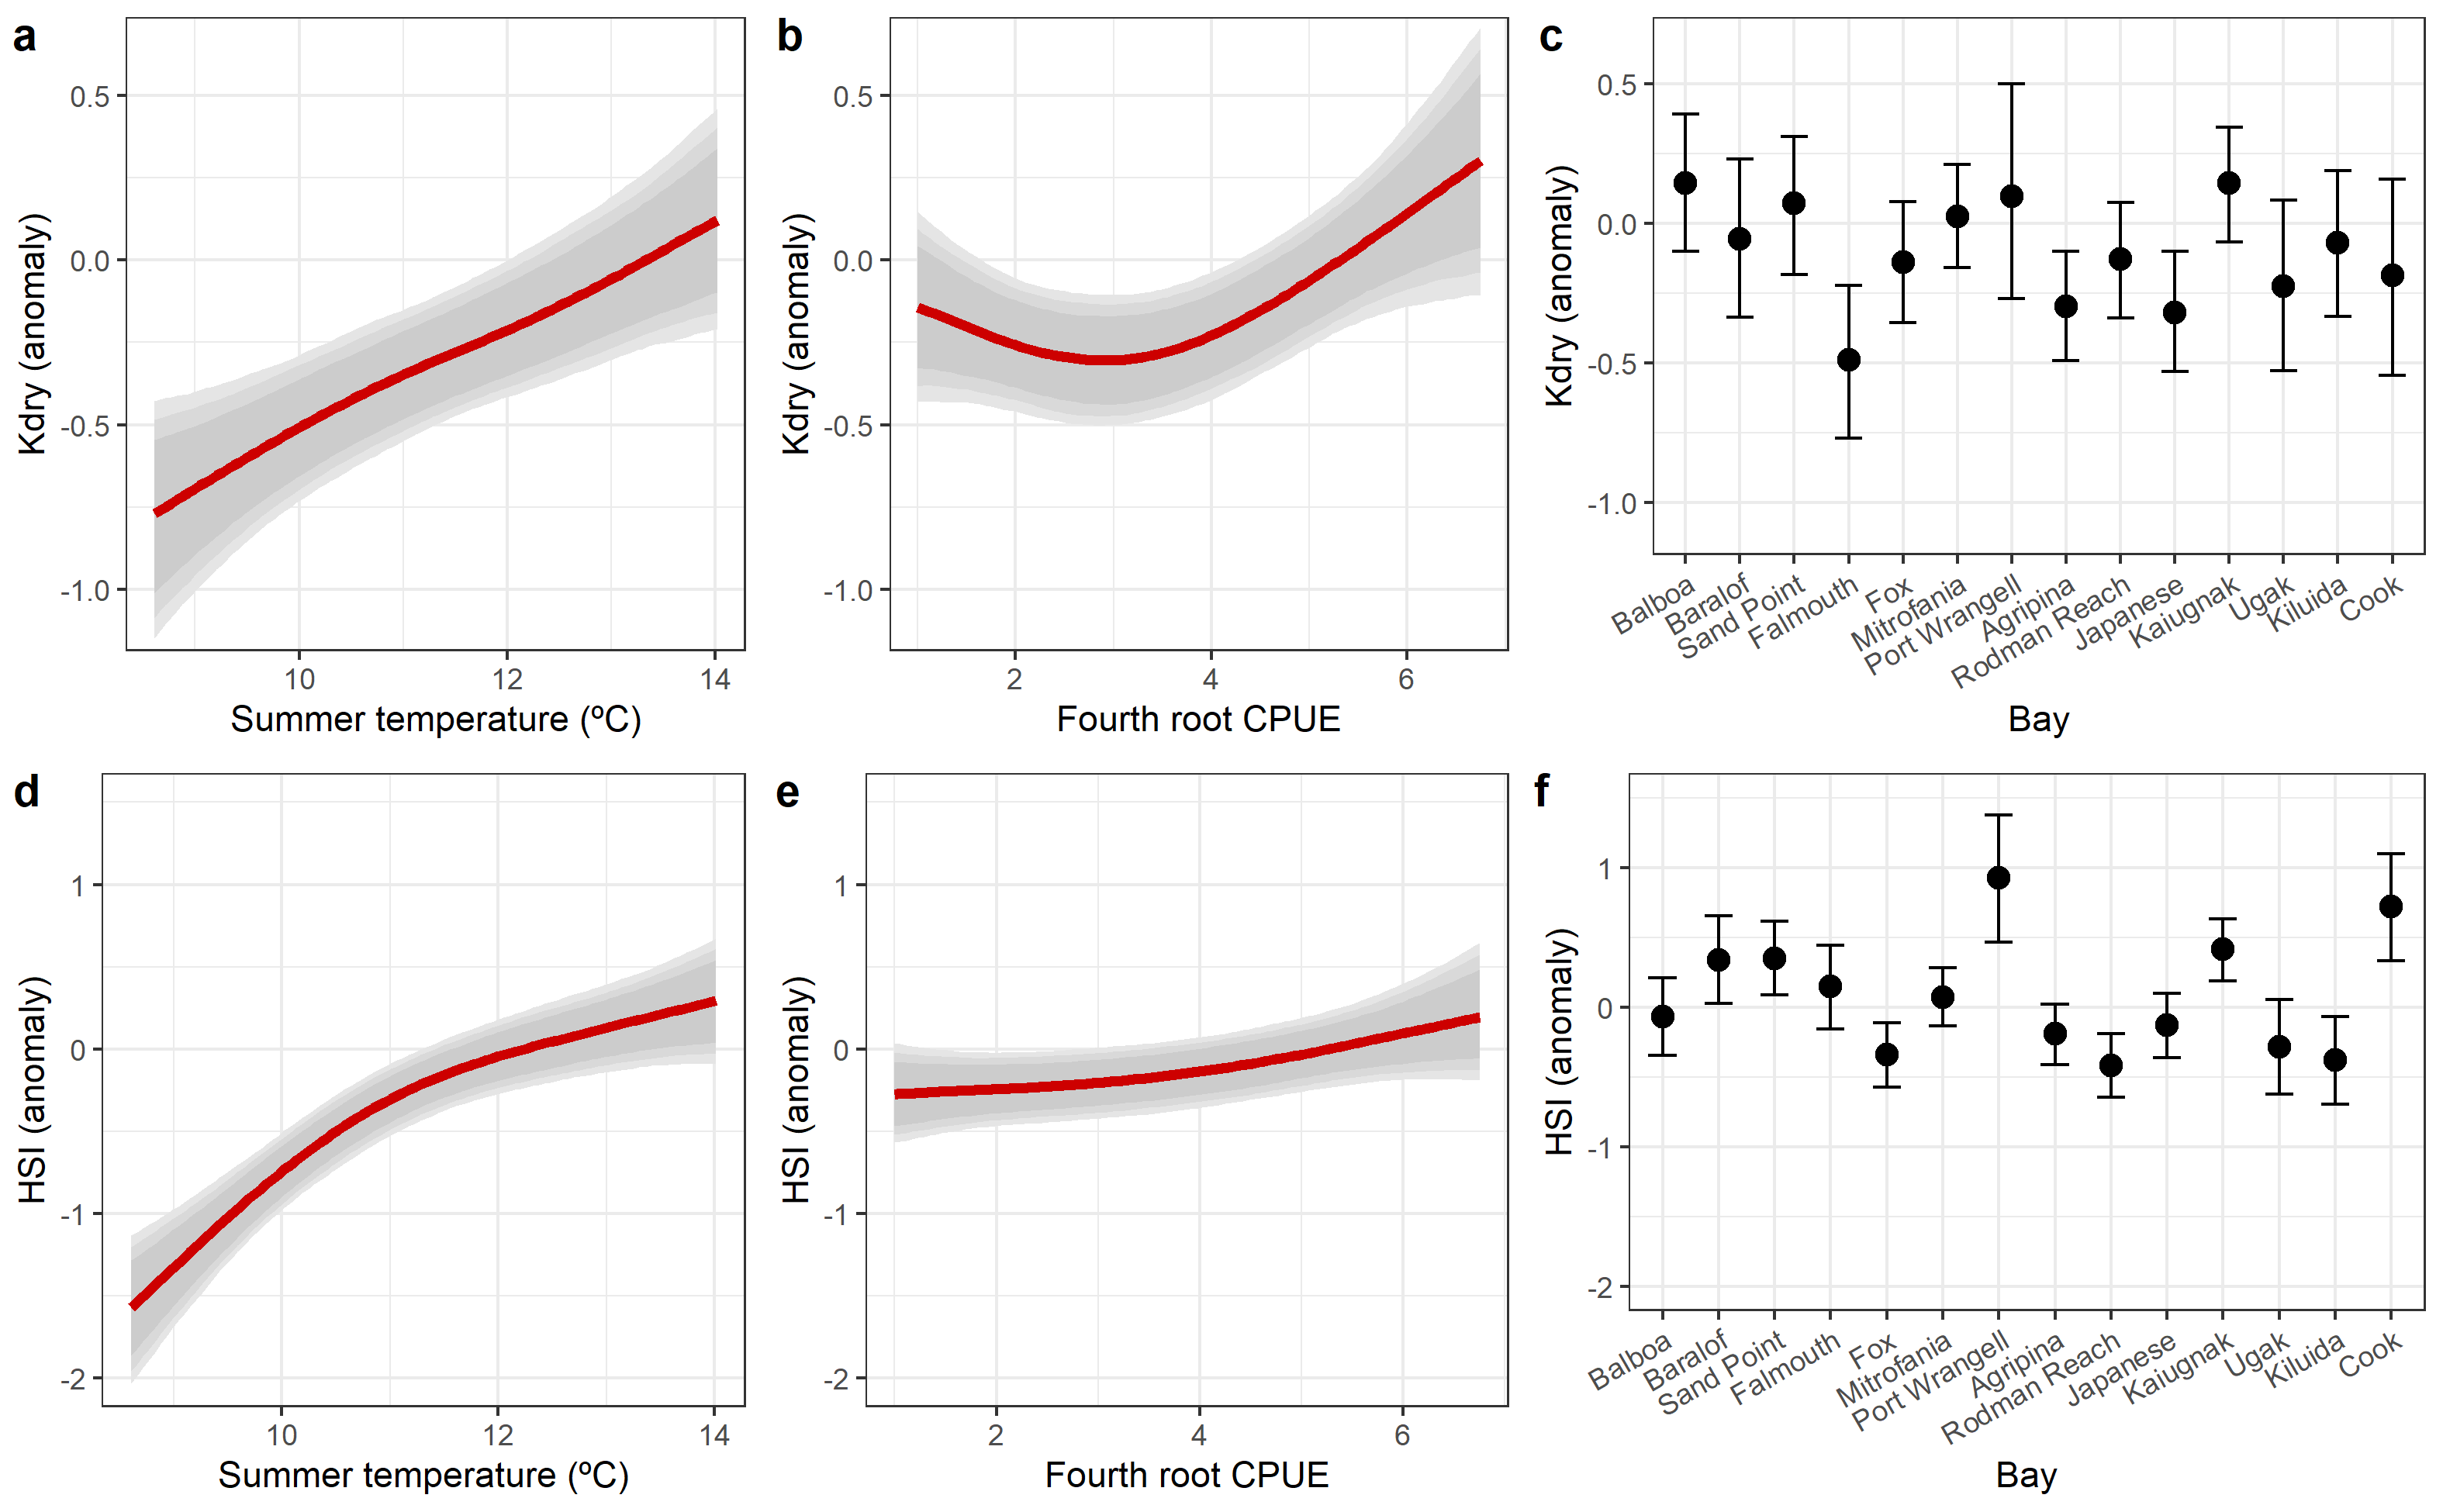 a
Kdry (anomaly)
0.5
0.0
-0.5
-1.0
10 12 14
Summer temperature (ºC)
b
Kdry (anomaly)
0.5
0.0
-0.5
-1.0
2 4 6
Fourth root CPUE
c
Kdry (anomaly)
0.5
0.0
-0.5
-1.0
Balboa
Baralof
Sand Point
Falmouth
Fox
Mitrofania
Port Wrangell
Agripina
Rodman Reach
Japanese
Kaiugnak
Ugak
Kiluida
Cook
Bay
d
HSI (anomaly)
1
0
-1
-2
10 12 14
Summer temperature (ºC)
e
HSI (anomaly)
1
0
-1
-2
2 4 6
Fourth root CPUE
f
HSI (anomaly)
1
0
-1
-2
Balboa
Baralof
Sand Point
Falmouth
Fox
Mitrofania
Port Wrangell
Agripina
Rodman Reach
Japanese
Kaiugnak
Ugak
Kiluida
Cook
Bay